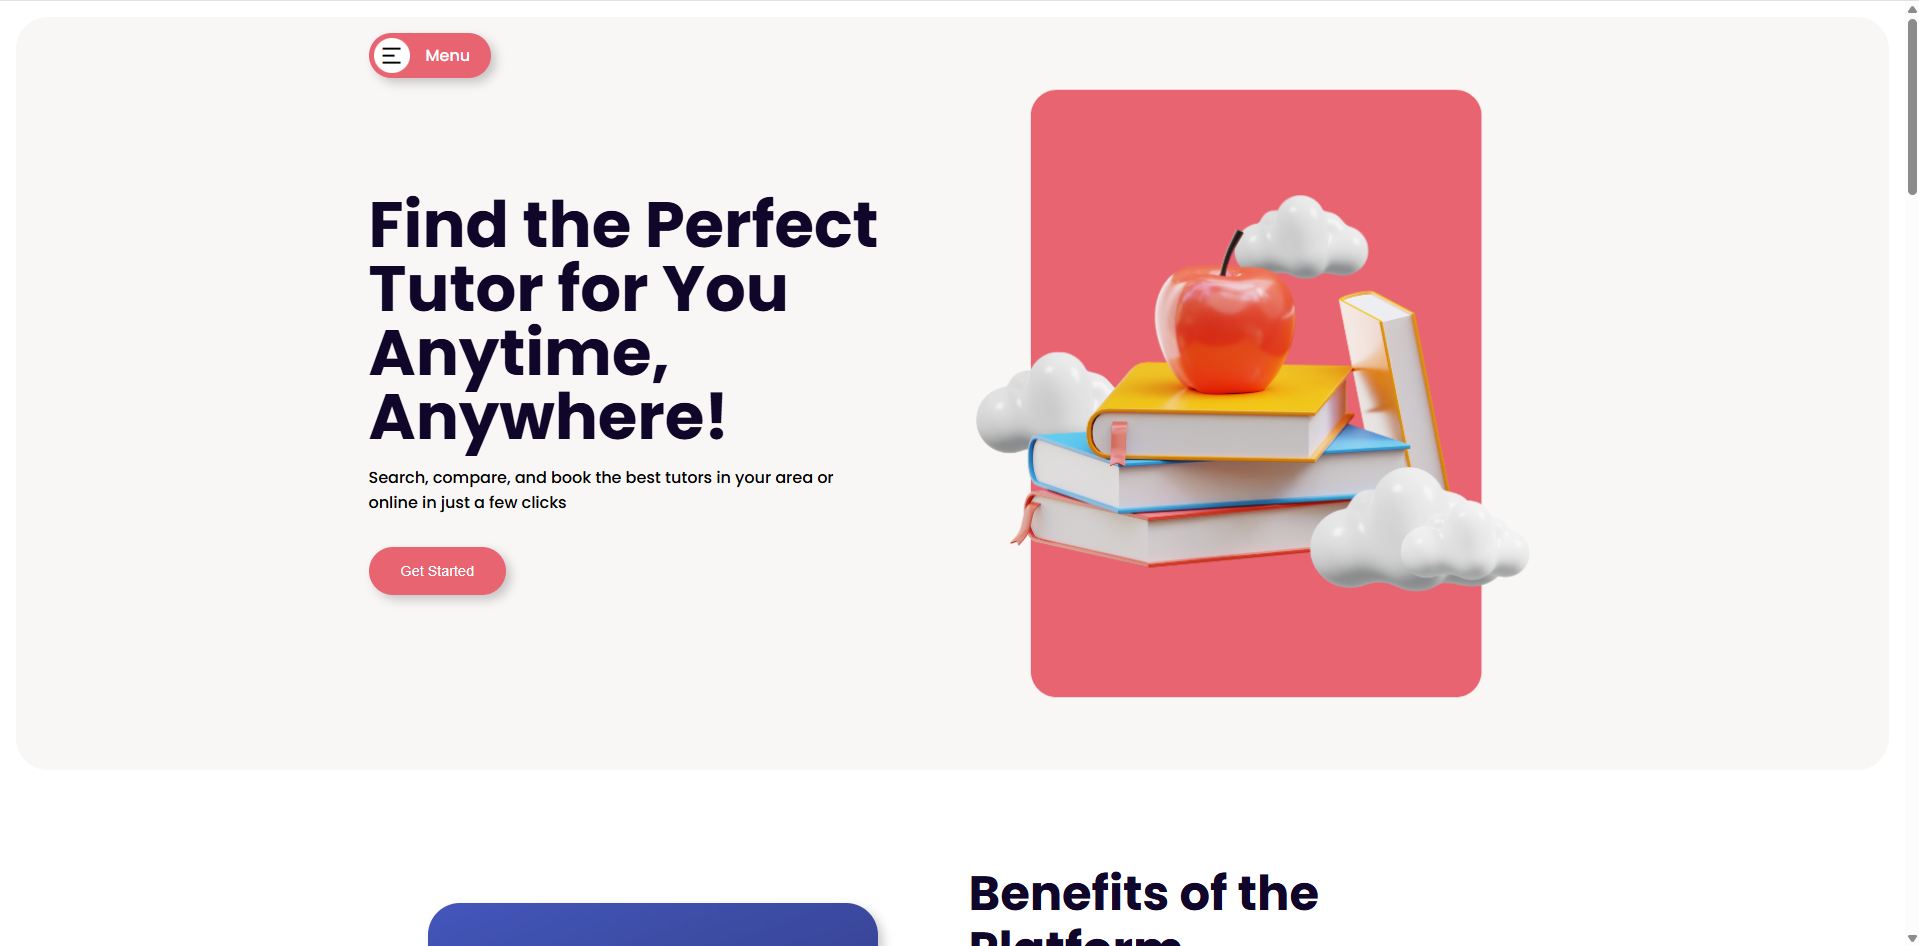 Menu
Find the Perfect
Tutor for You
Anytime,
Anywhere!
Search, compare, and book the best tutors in your area or
online in just a few clicks
Get Started
Benefits of the
Platform